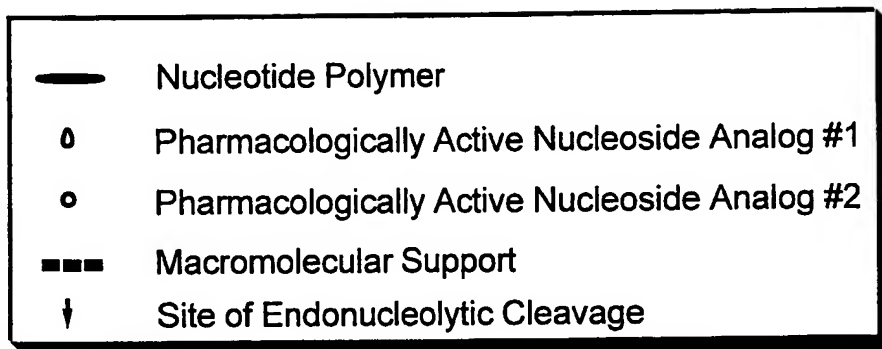 Nucleotide Polymer
Pharmacologically Active Nucleoside Analog #1
Pharmacologically Active Nucleoside Analog #2
Macromolecular Support
Site of Endonucleolytic Cleavage